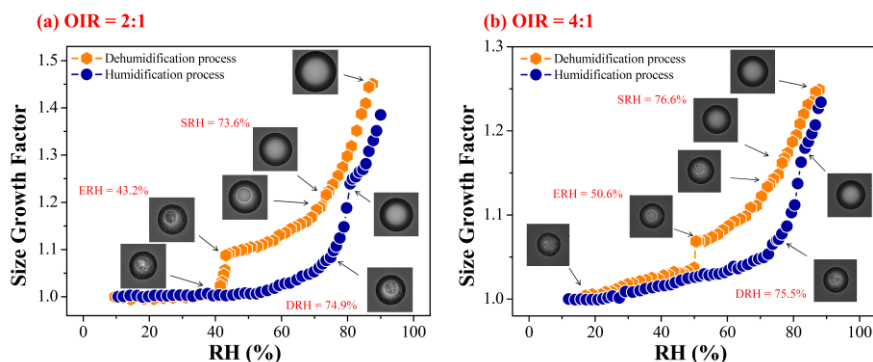 (a) OIR = 2:1
Dehumidification process
Humidification process
SRH = 73.6%
ERH = 43.2%
DRH = 74.9%
Size Growth Factor
1.5
1.4
1.3
1.2
1.1
1.0
0 20 40 60 80 100
RH (%)
(b) OIR = 4:1
Dehumidification process
Humidification process
SRH = 76.6%
ERH = 50.6%
DRH = 75.5%
Size Growth Factor
1.3
1.2
1.1
1.0
0 20 40 60 80 100
RH (%)